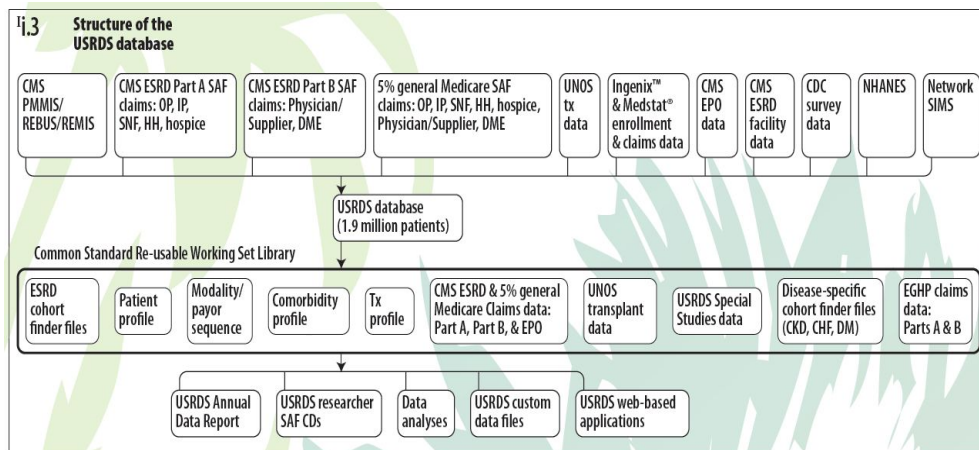 Ii.3 Structure of the
USRDS database
CMS
PMMIS/
REBUS/REMIS
CMS ESRD Part A SAF
claims: OP, IP,
SNF, HH, hospice
CMS ESRD Part B SAF
claims: Physician/
Supplier, DME
5% general Medicare SAF
claims: OP, IP, SNF, HH, hospice,
Physician/Supplier, DME
UNOS
tx
data
Ingenix™
& Medstat®
enrollment
& claims data
CMS
EPO
data
CMS
ESRD
facility
data
CDC
survey
data
NHANES
Network
SIMS
USRDS database
(1.9 million patients)
Common Standard Re-usable Working Set Library
ESRD
cohort
finder files
Patient
profile
Modality/
payor
sequence
Comorbidity
profile
Tx
profile
CMS ESRD & 5% general
Medicare Claims data:
Part A, Part B, & EPO
UNOS
transplant
data
USRDS Special
Studies data
Disease-specific
cohort finder files
(CKD, CHF, DM)
EGHP claims
data:
Parts A & B
USRDS Annual
Data Report
USRDS researcher
SAF CDs
Data
analyses
USRDS custom
data files
USRDS web-based
applications